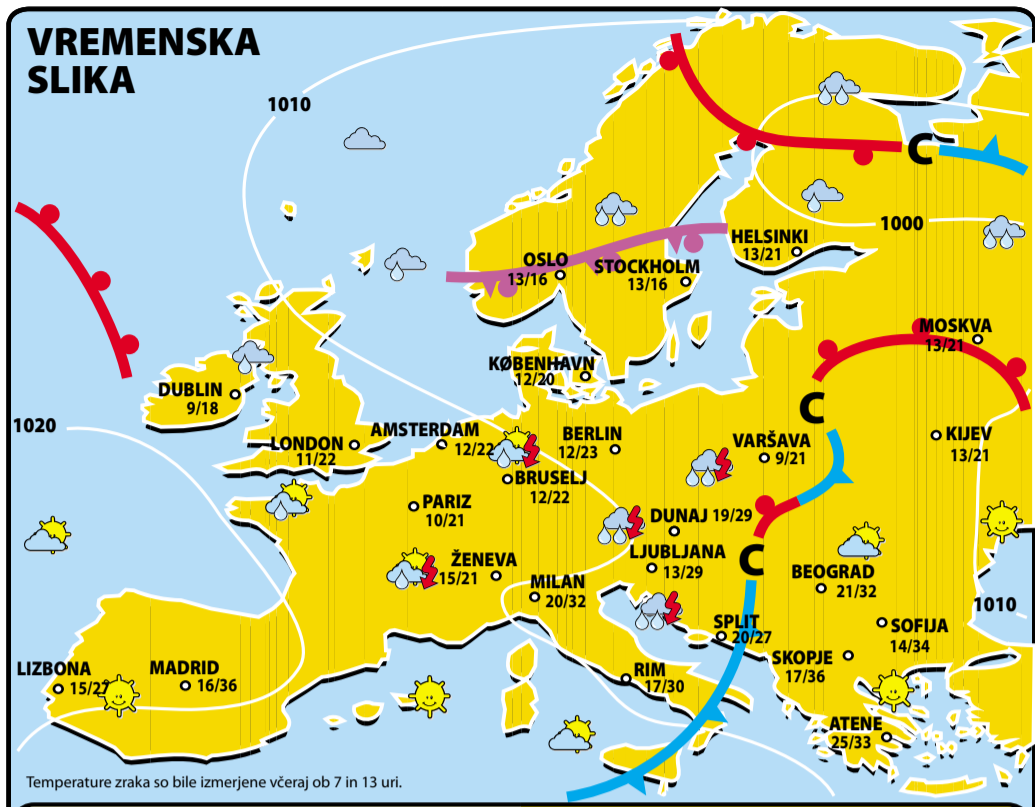 VREMENSKA
SLIKA
1010
1000
OSLO
13/16
STOCKHOLM
13/16
HELSINKI
13/21
MOSKVA
13/21
C
KØBENHAVN
12/20
DUBLIN
9/18
C
1020
LONDON
11/22
AMSTERDAM
12/22
BERLIN
12/23
VARŠAVA
9/21
KIJEV
13/21
BRUSELJ
12/22
PARIZ
10/21
DUNAJ 19/29
ŽENEVA
15/21
LJUBLJANA
13/29
C
MILAN
20/32
BEOGRAD
21/32
1010
SPLIT
20/27
SOFIJA
14/34
SKOPJE
17/36
LIZBONA
15/27
MADRID
16/36
RIM
17/30
ATENE
25/33
Temperature zraka so bile izmerjene včeraj ob 7 in 13 uri.